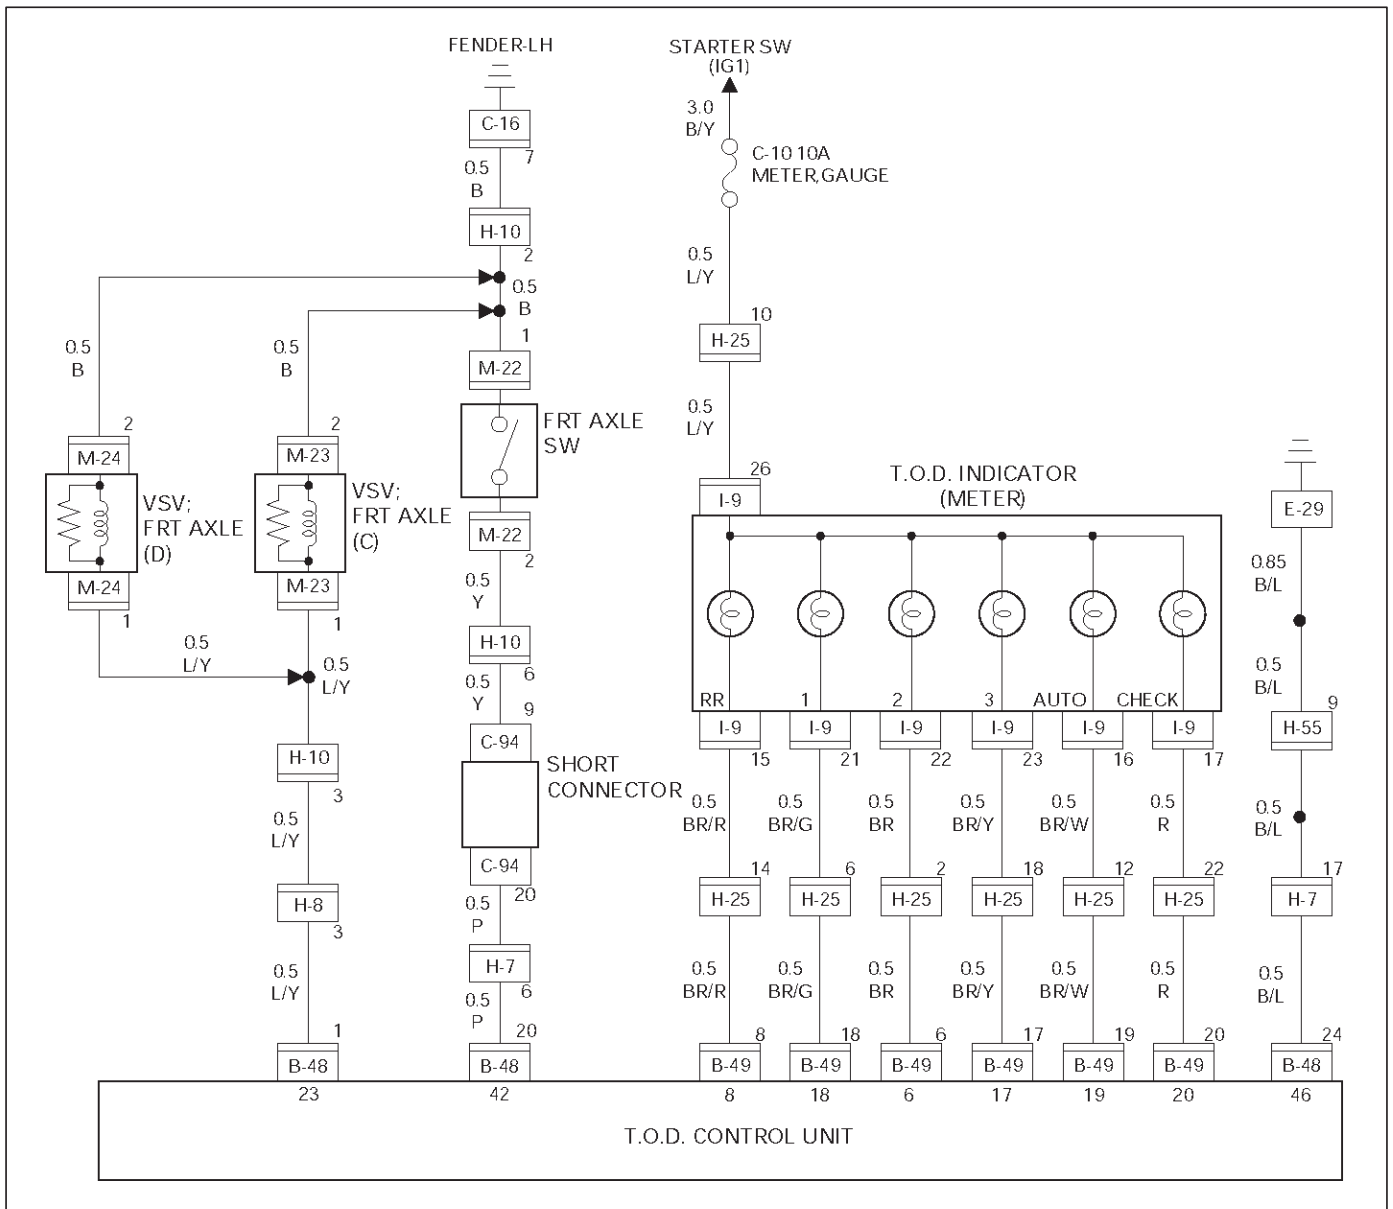 FENDER-LH
STARTER SW
(IG1)
3.0
B/Y
C-16
7
C-10 10A
METER,GAUGE
0.5
B
H-10
2
0.5
L/Y
0.5
B
10
1
H-25
0.5
B
0.5
B
M-22
0.5
L/Y
FRT AXLE
SW
2
2
M-24
M-23
26
T.O.D. INDICATOR
(METER)
I-9
VSV;
FRT AXLE
(D)
VSV;
FRT AXLE
(C)
E-29
M-22
2
0.85
B/L
M-24
M-23
0.5
Y
1
1
0.5
L/Y
0.5
L/Y
H-10
6
0.5
B/L
0.5
Y
9
RR
1
2
3
AUTO
CHECK
9
C-94
I-9
I-9
I-9
I-9
I-9
I-9
H-55
H-10
3
15
21
22
23
16
17
SHORT
CONNECTOR
0.5
BR/R
0.5
BR/G
0.5
BR
0.5
BR/Y
0.5
BR/W
0.5
R
0.5
B/L
0.5
L/Y
C-94
20
14
6
2
18
12
22
17
H-8
3
H-25
H-25
H-25
H-25
H-25
H-25
H-7
0.5
P
H-7
6
0.5
L/Y
0.5
BR/R
0.5
BR/G
0.5
BR
0.5
BR/Y
0.5
BR/W
0.5
R
0.5
B/L
0.5
P
1
20
8
18
6
17
19
20
24
B-48
B-48
B-49
B-49
B-49
B-49
B-49
B-49
B-48
23
42
8
18
6
17
19
20
46
T.O.D. CONTROL UNIT